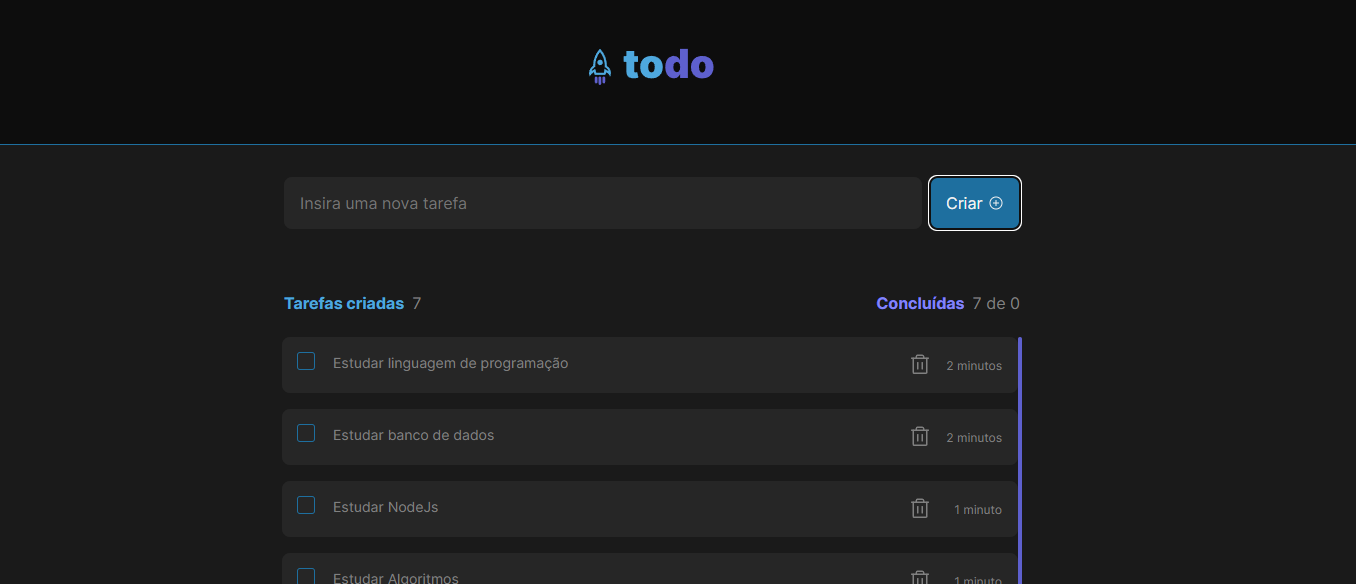 todo
Insira uma nova tarefa
Criar
Tarefas criadas 7
Concluídas 7 de 0
Estudar linguagem de programação 2 minutos
Estudar banco de dados 2 minutos
Estudar NodeJs 1 minuto
Estudar Algoritmos 1 minuto